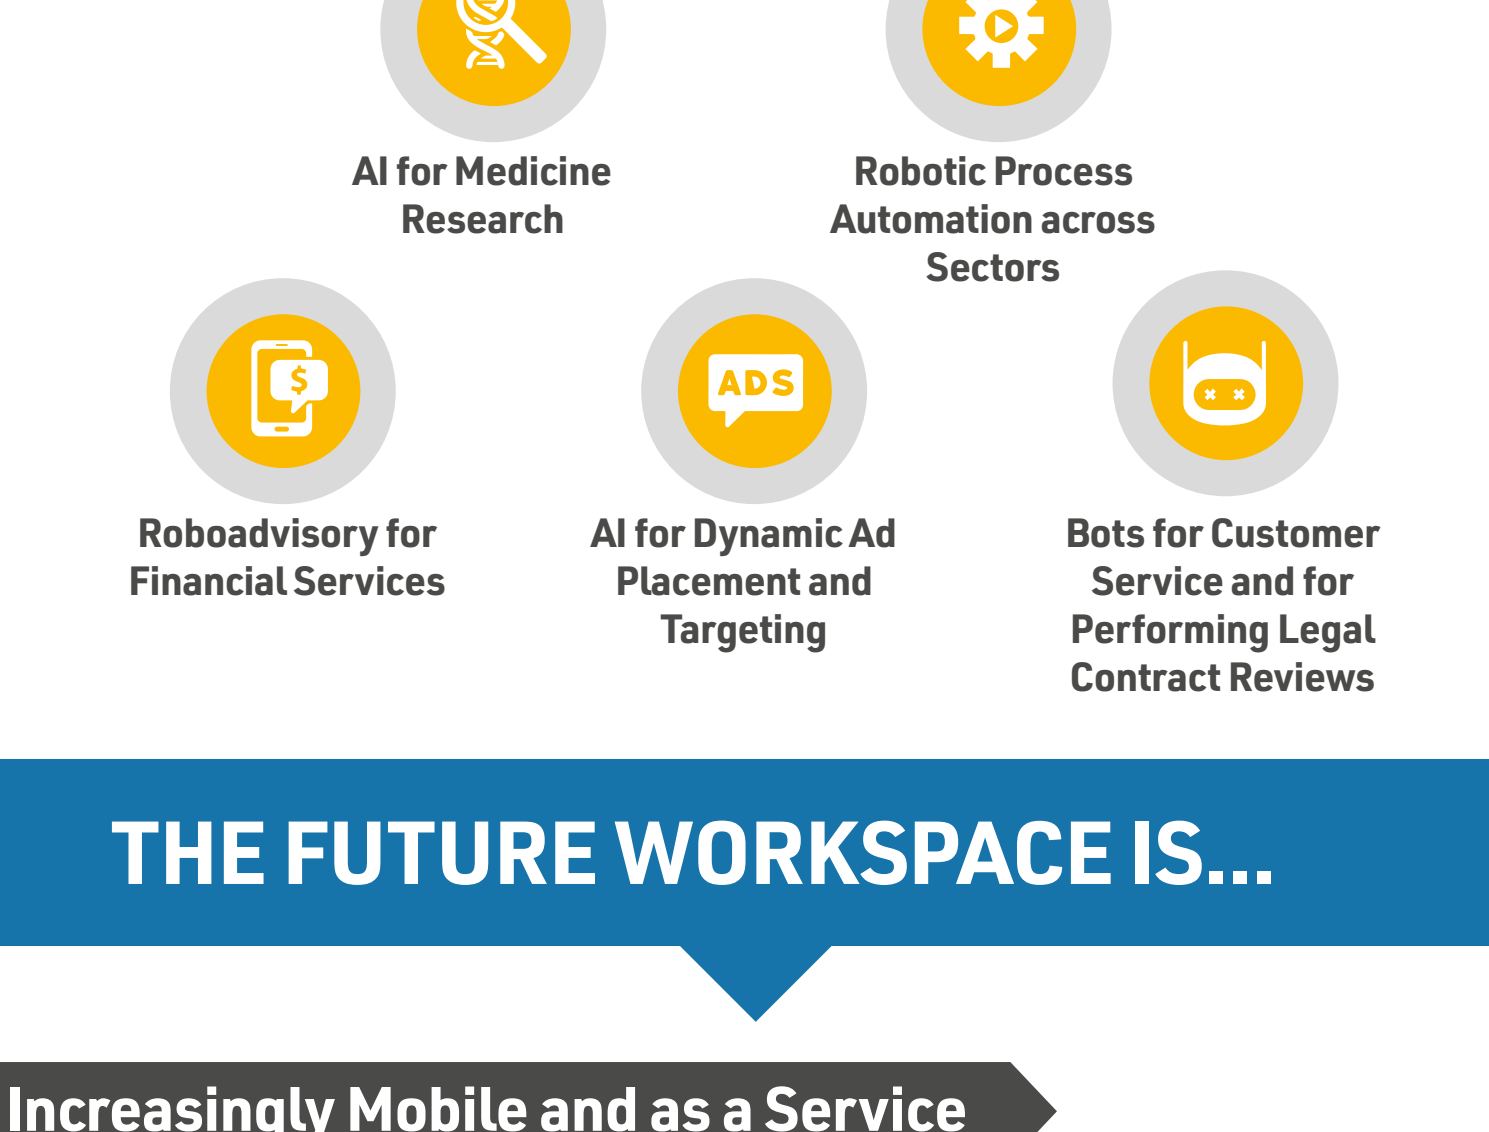 AI for Medicine
Research
Robotic Process
Automation across
Sectors
$
ADS
Roboadvisory for
Financial Services
AI for Dynamic Ad
Placement and
Targeting
Bots for Customer
Service and for
Performing Legal
Contract Reviews
THE FUTURE WORKSPACE IS...
Increasingly Mobile and as a Service